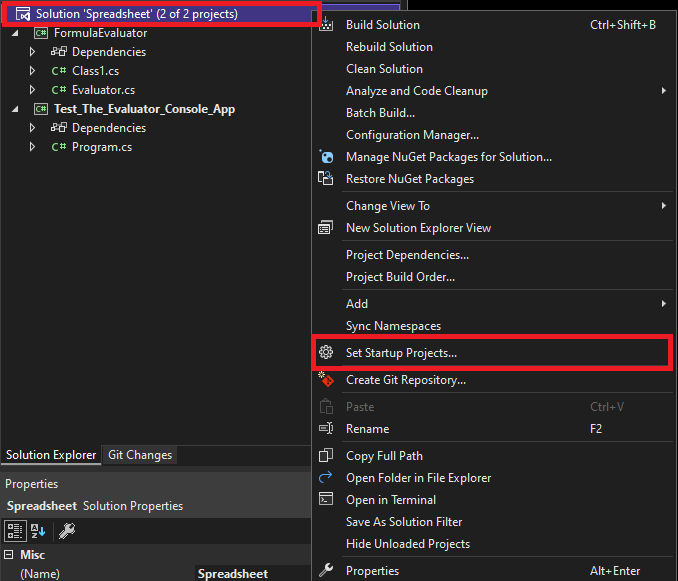 Solution 'Spreadsheet' (2 of 2 projects)
C# FormulaEvaluator
Dependencies
C# Class1.cs
C# Evaluator.cs
C# Test_The_Evaluator_Console_App
Dependencies
C# Program.cs
Solution Explorer Git Changes
Properties
Spreadsheet Solution Properties
Misc
(Name) Spreadsheet
Build Solution Ctrl+Shift+B
Rebuild Solution
Clean Solution
Analyze and Code Cleanup
Batch Build...
Configuration Manager...
Manage NuGet Packages for Solution...
Restore NuGet Packages
Change View To
New Solution Explorer View
Project Dependencies...
Project Build Order...
Add
Sync Namespaces
Set Startup Projects...
Create Git Repository...
Paste Ctrl+V
Rename F2
Copy Full Path
Open Folder in File Explorer
Open in Terminal
Save As Solution Filter
Hide Unloaded Projects
Properties Alt+Enter